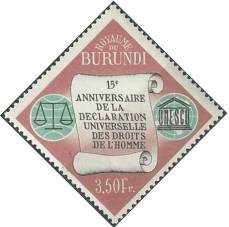 ROYAUME
DU
BURUNDI
15e
ANNIVERSAIRE
DE LA
DECLARATION
UNIVERSELLE
DES DROITS
DE L'HOMME
UNESCO
3,50Fr.